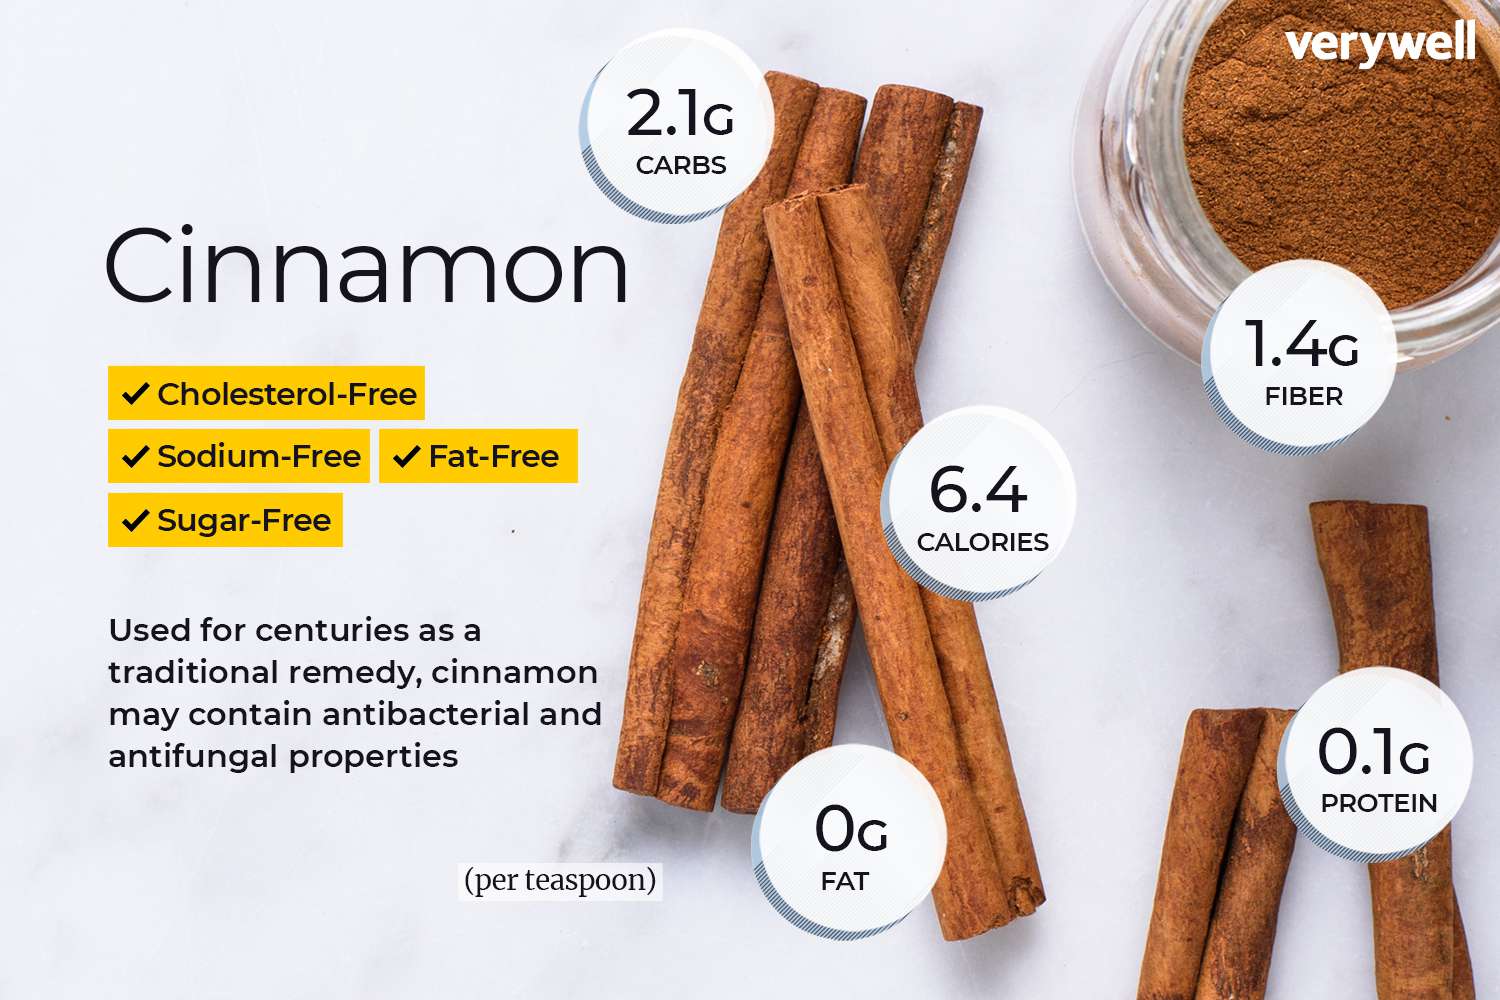 verywell
2.1G
CARBS
Cinnamon
1.4G
FIBER
✓ Cholesterol-Free
✓ Sodium-Free ✓ Fat-Free
✓ Sugar-Free
6.4
CALORIES
Used for centuries as a
traditional remedy, cinnamon
may contain antibacterial and
antifungal properties
0.1G
PROTEIN
0G
FAT
(per teaspoon)